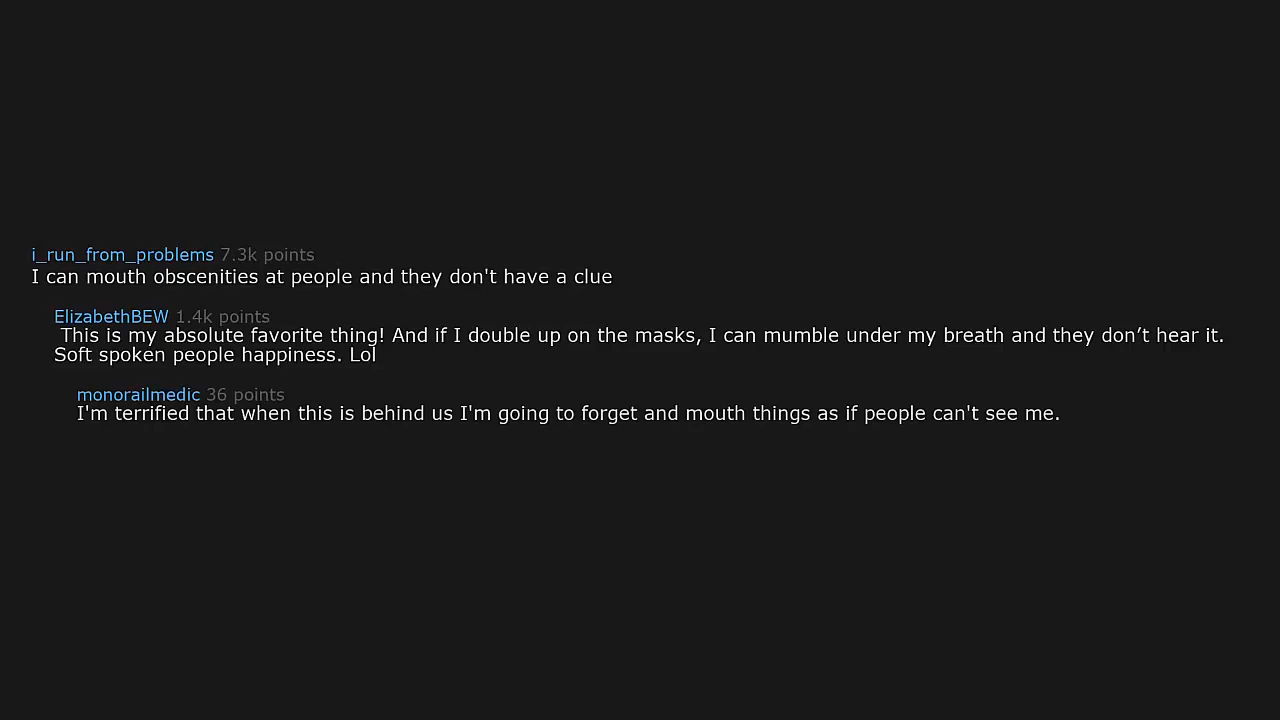 i_run_from_problems 7.3k points
I can mouth obscenities at people and they don't have a clue
ElizabethBEW 1.4k points
This is my absolute favorite thing! And if I double up on the masks, I can mumble under my breath and they don’t hear it.
Soft spoken people happiness. Lol
monorailmedic 36 points
I'm terrified that when this is behind us I'm going to forget and mouth things as if people can't see me.